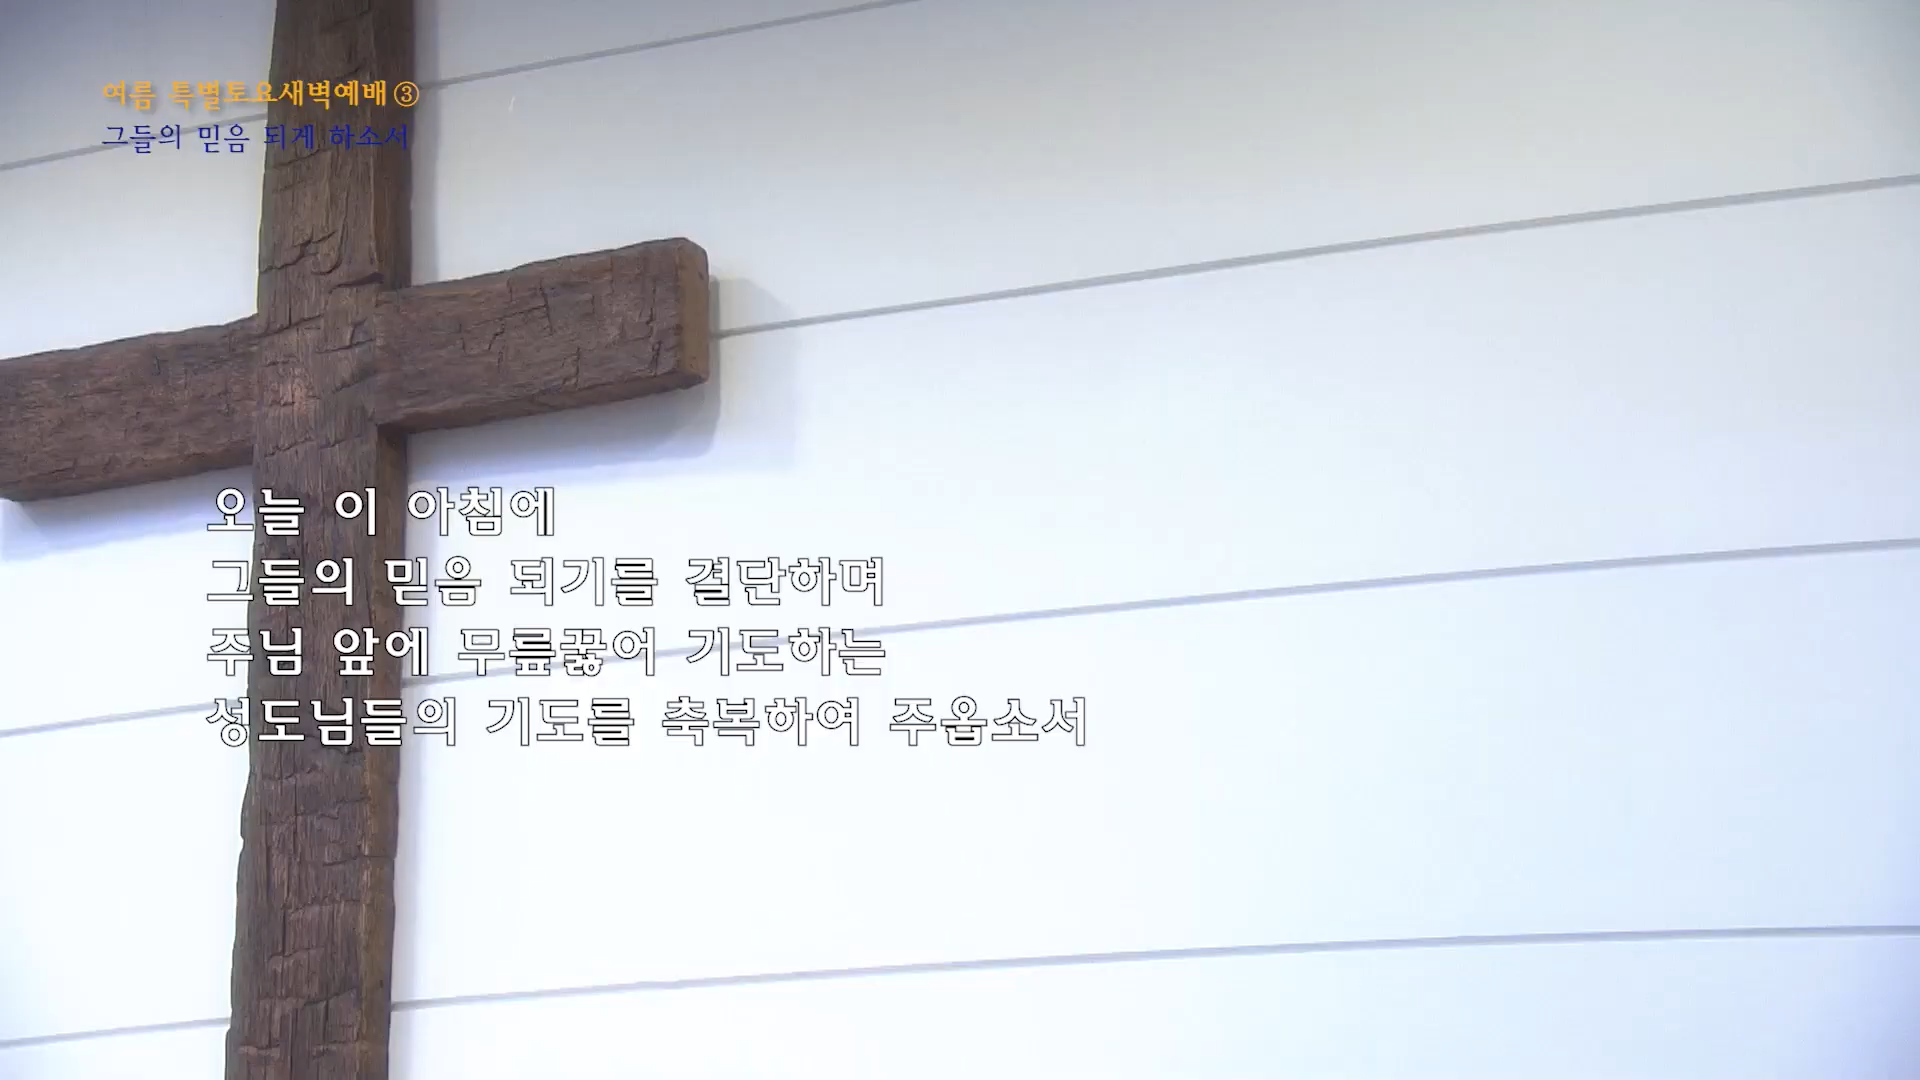 여름 특별토요새벽예배③
그들의 믿음 되게 하소서
오늘 이 아침에
그들의 믿음 되기를 결단하며
주님 앞에 무릎꿇어 기도하는
성도님들의 기도를 축복하여 주옵소서